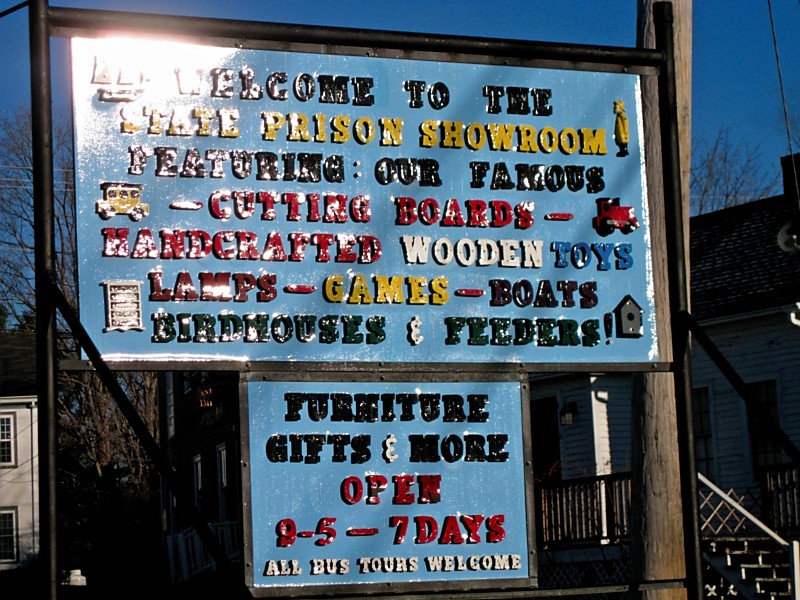 WELCOME TO THE
STATE PRISON SHOWROOM
FEATURING: OUR FAMOUS
- CUTTING BOARDS -
HANDCRAFTED WOODEN TOYS
LAMPS - GAMES - BOATS
BIRDHOUSES & FEEDERS!
FURNITURE
GIFTS & MORE
OPEN
9-5 - 7 DAYS
ALL BUS TOURS WELCOME